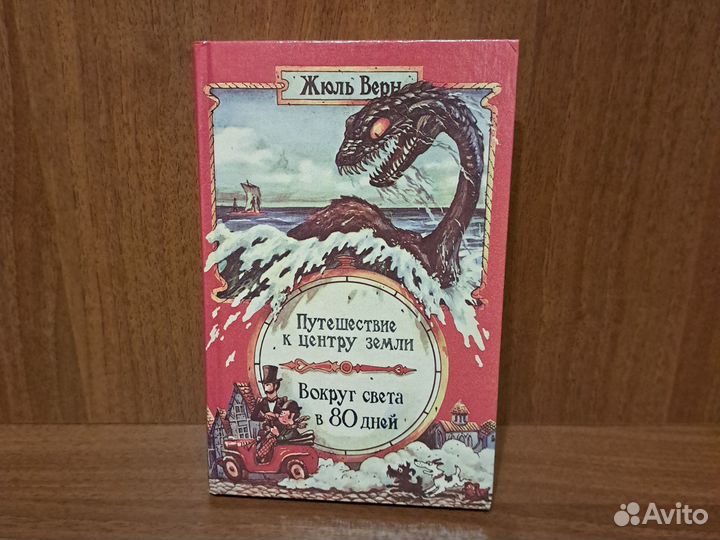 Жюль Верн
Путешествие
к центру земли
Вокруг света
в 80 дней
Avito